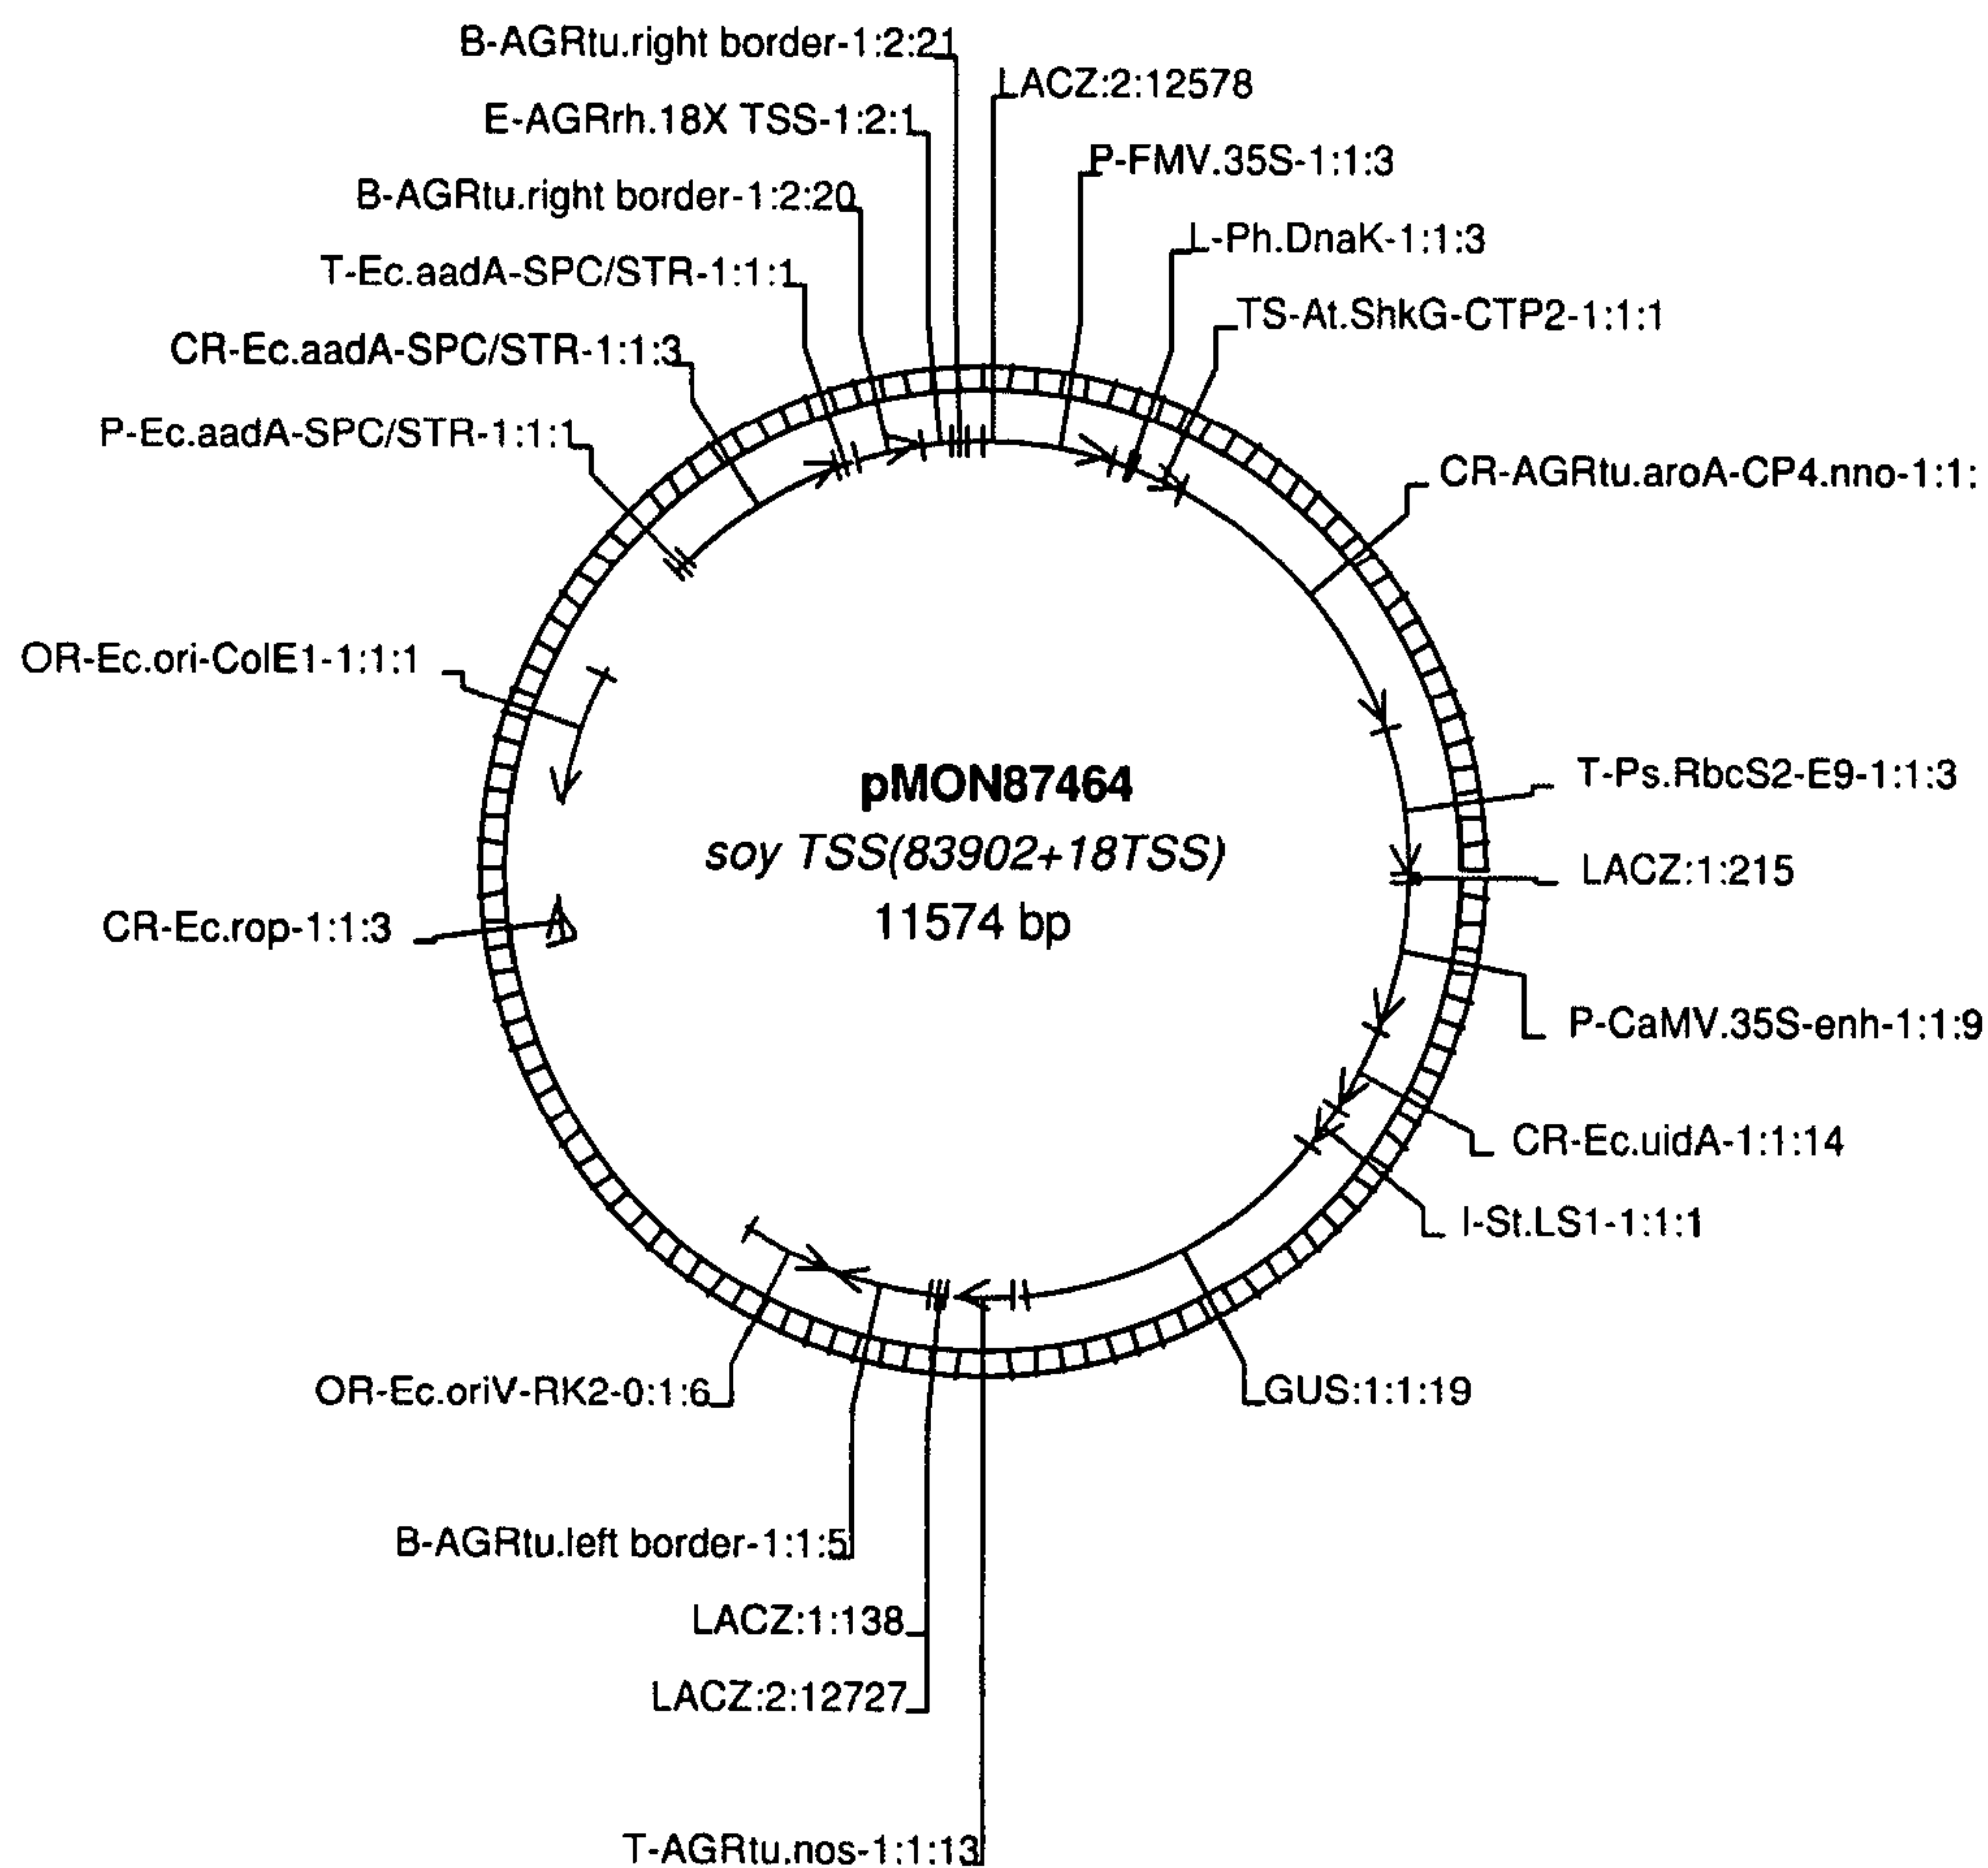 B-AGRtu.right border-1:2:21
LACZ:2:12578
E-AGRrh.18X TSS-1:2:1
P-FMV.35S-1:1:3
B-AGRtu.right border-1:2:20
L-Ph.DnaK-1:1:3
T-Ec.aadA-SPC/STR-1:1:1
TS-At.ShkG-CTP2-1:1:1
CR-Ec.aadA-SPC/STR-1:1:3
P-Ec.aadA-SPC/STR-1:1:1
CR-AGRtu.aroA-CP4.nno-1:1:
OR-Ec.ori-ColE1-1:1:1
T-Ps.RbcS2-E9-1:1:3
pMON87464
soy TSS(83902+18TSS)
11574 bp
LACZ:1:215
CR-Ec.rop-1:1:3
P-CaMV.35S-enh-1:1:9
CR-Ec.uidA-1:1:14
I-St.LS1-1:1:1
OR-Ec.oriV-RK2-0:1:6
GUS:1:1:19
B-AGRtu.left border-1:1:5
LACZ:1:138
LACZ:2:12727
T-AGRtu.nos-1:1:13